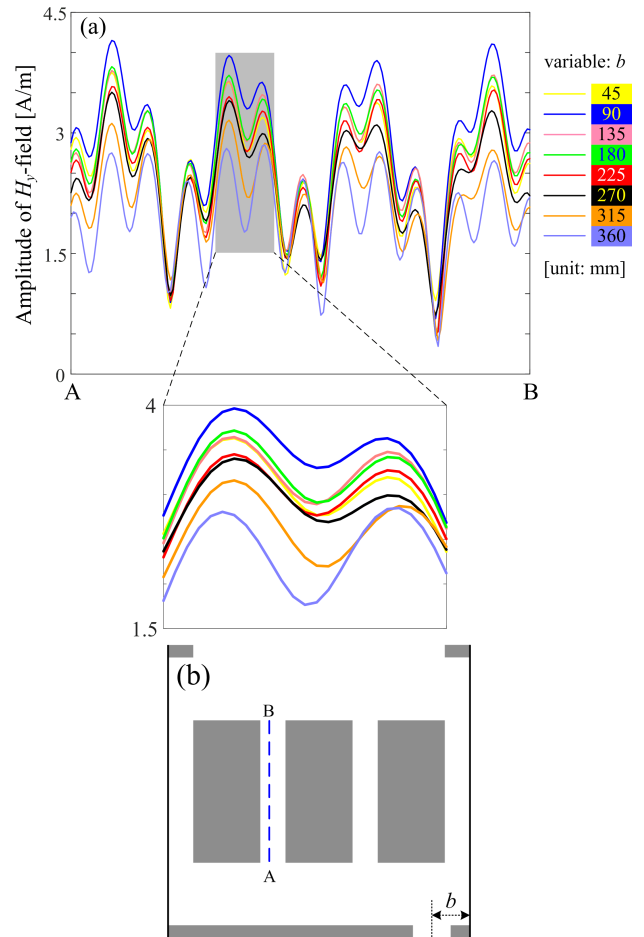 4.5
(a)
3
1.5
0
Amplitude of Hy-field [A/m]
A
B
variable: b
45
90
135
180
225
270
315
360
[unit: mm]
4
1.5
(b)
B
A
b